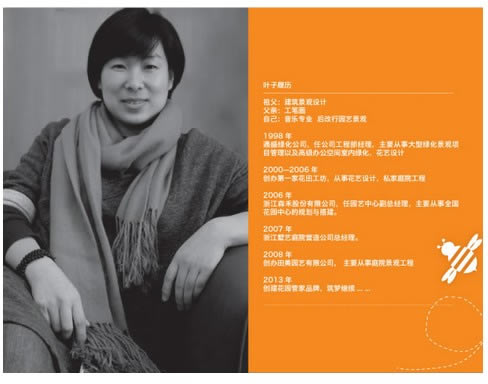 叶子履历
祖父：建筑景观设计
父亲：工笔画
自己：音乐专业 后改行园艺景观
1998 年
鸿盛绿化公司，任公司工程部经理，主要从事大型绿化景观项
目管理以及高级办公空间室内绿化、花艺设计
2000—2006 年
创办第一家花田工坊，从事花艺设计，私家庭院工程
2006 年
浙江森禾股份有限公司，任园艺中心副总经理，主要从事全国
花园中心的规划与搭建。
2007 年
浙江墅艺庭院营造公司总经理。
2008 年
创办田美园艺有限公司， 主要从事庭院景观工程
2013 年
创建花园管家品牌，筑梦继续 ... ...